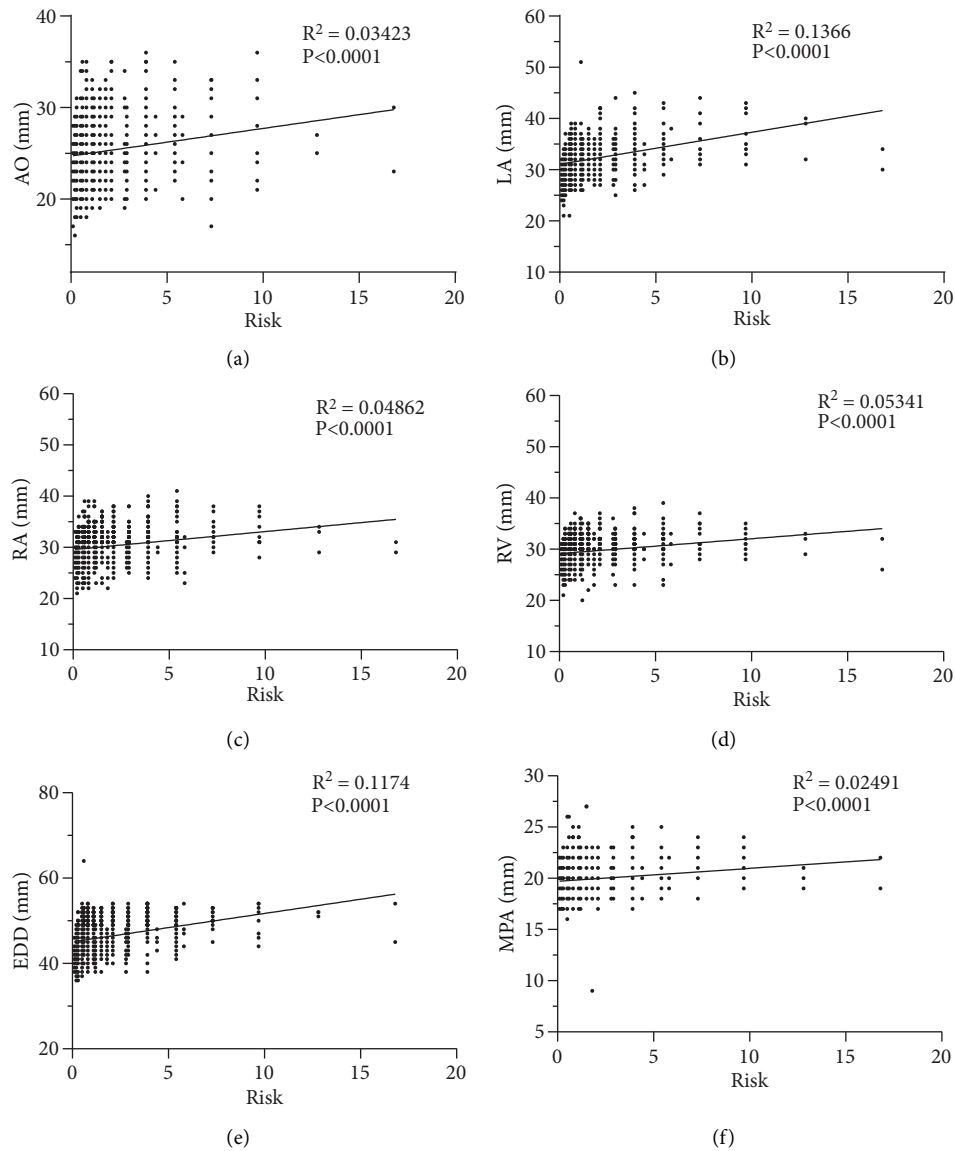 40
30
20
AO (mm)
R² = 0.03423
P<0.0001
0 5 10 15 20
Risk
(a)
60
50
40
30
20
10
LA (mm)
R² = 0.1366
P<0.0001
0 5 10 15 20
Risk
(b)
60
50
40
30
20
10
RA (mm)
R² = 0.04862
P<0.0001
0 5 10 15 20
Risk
(c)
60
50
40
30
20
10
RV (mm)
R² = 0.05341
P<0.0001
0 5 10 15 20
Risk
(d)
80
60
40
20
EDD (mm)
R² = 0.1174
P<0.0001
0 5 10 15 20
Risk
(e)
30
25
20
15
10
5
MPA (mm)
R² = 0.02491
P<0.0001
0 5 10 15 20
Risk
(f)